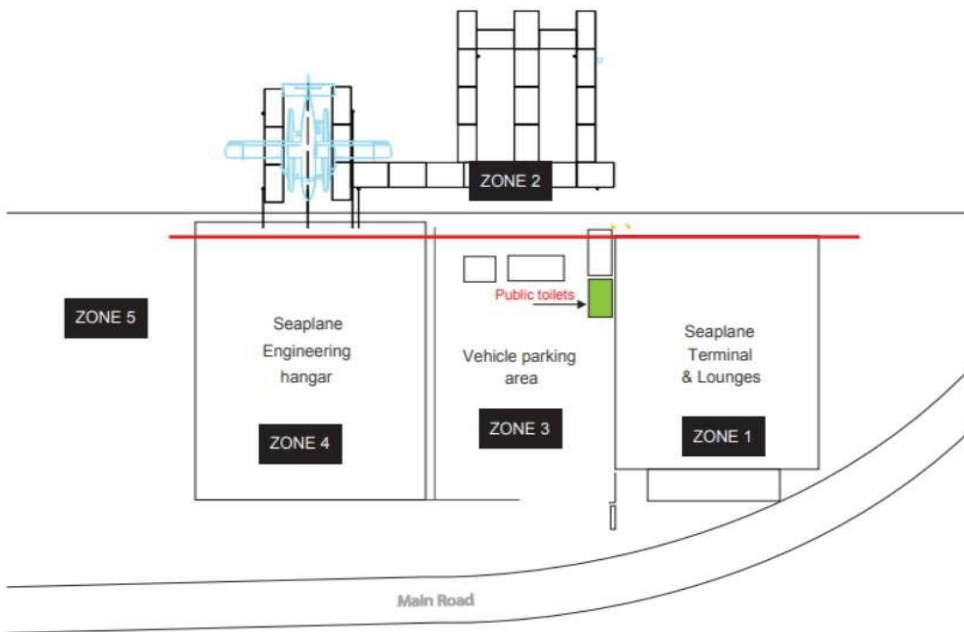 ZONE 2
Public toilets
ZONE 5
Seaplane
Engineering
hangar
Vehicle parking
area
Seaplane
Terminal
& Lounges
ZONE 4
ZONE 3
ZONE 1
Main Road